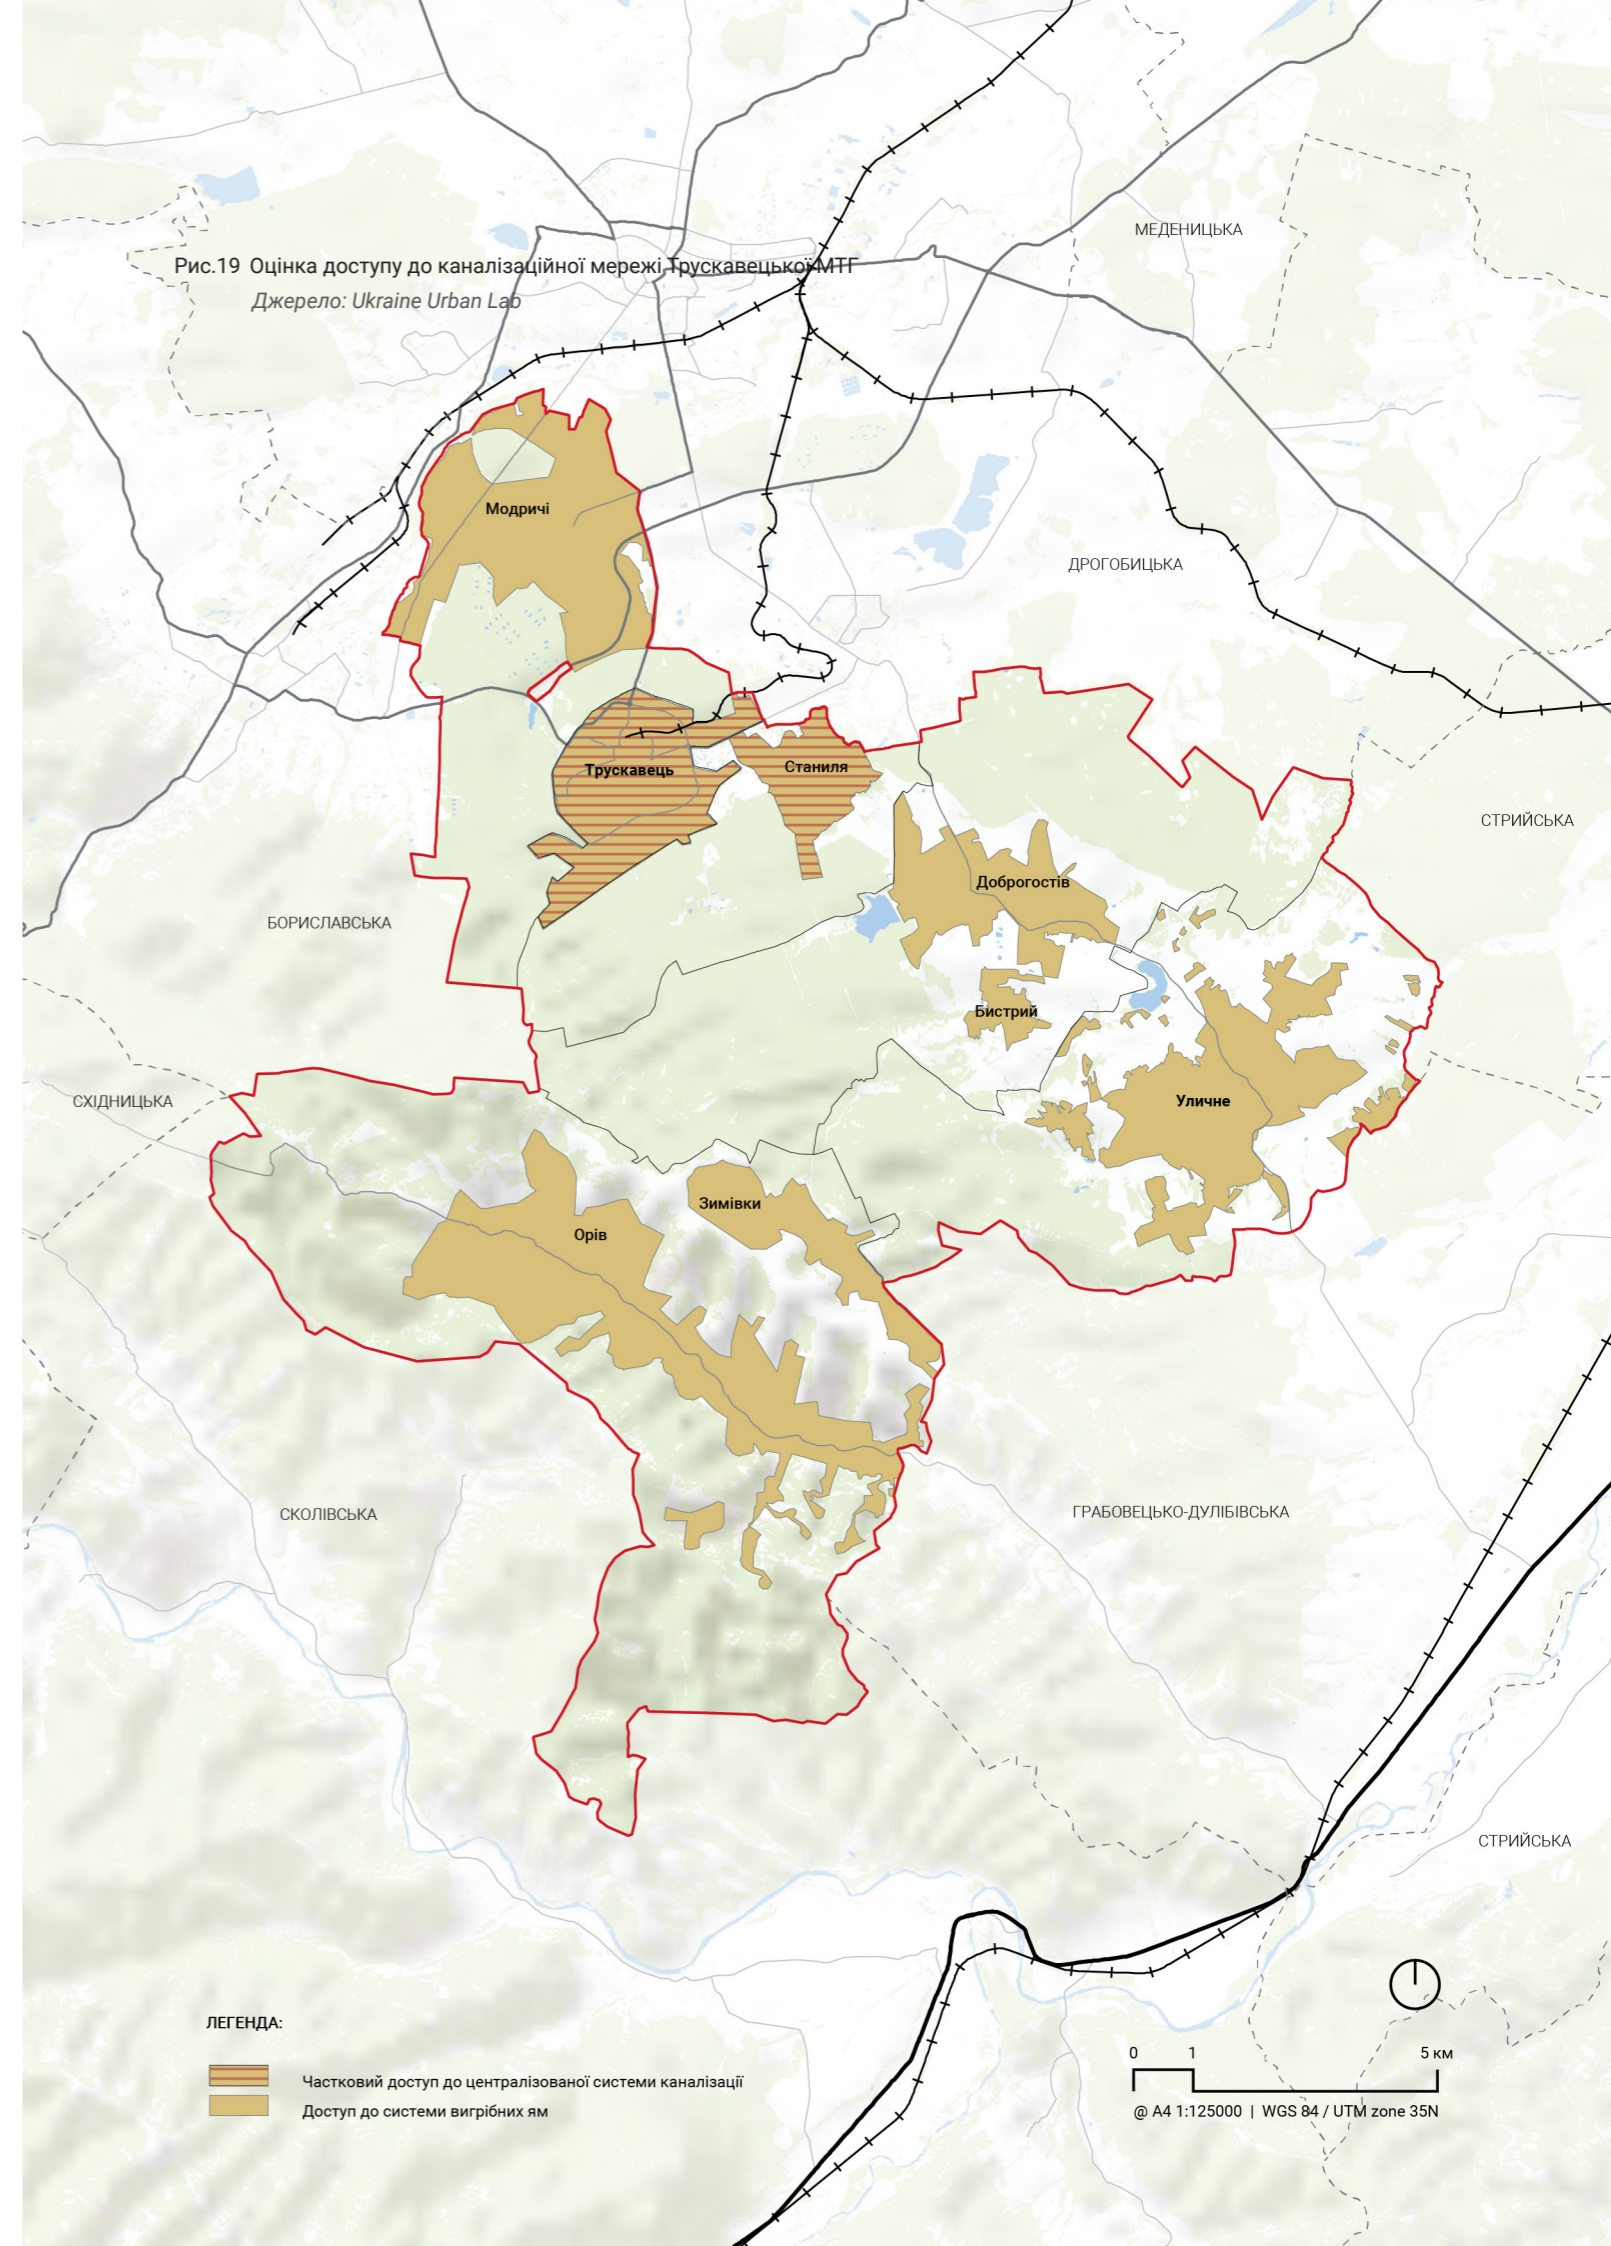 МЕДЕНИЦЬКА
Рис.19 Оцінка доступу до каналізаційної мережі Трускавецької МТГ
Джерело: Ukraine Urban Lab
Модричі
ДРОГОБИЦЬКА
Трускавець
Станиля
СТРИЙСЬКА
Доброгостів
БОРИСЛАВСЬКА
Бистрий
СХІДНИЦЬКА
Уличне
Зимівки
Орів
СКОЛІВСЬКА
ГРАБОВЕЦЬКО-ДУЛІБІВСЬКА
СТРИЙСЬКА
ЛЕГЕНДА:
Частковий доступ до централізованої системи каналізації
Доступ до системи вигрібних ям
0 1 5 км
@ A4 1:125000 | WGS 84 / UTM zone 35N